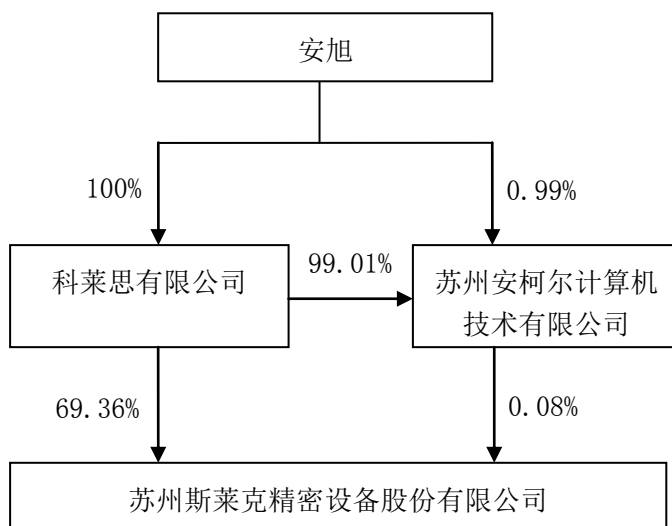 安旭
100%
0.99%
科莱思有限公司
99.01%
苏州安柯尔计算机
技术有限公司
69.36%
0.08%
苏州斯莱克精密设备股份有限公司